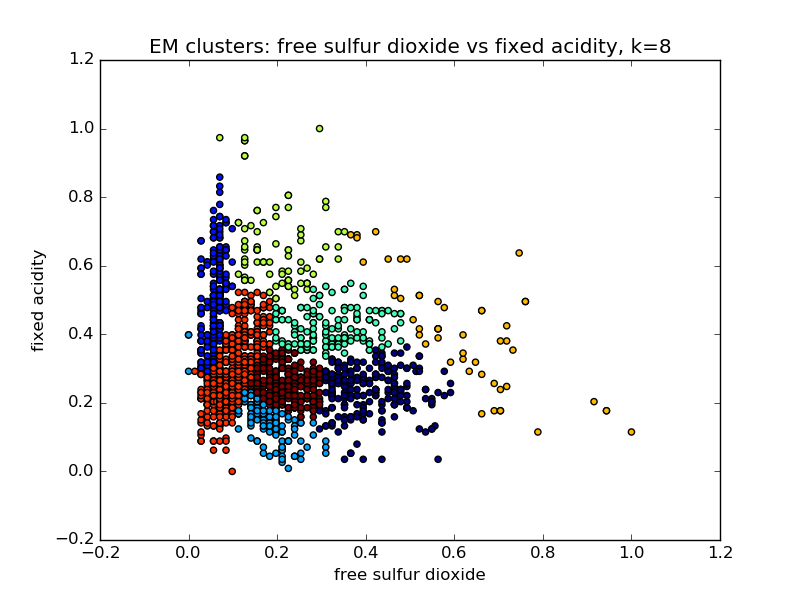 EM clusters: free sulfur dioxide vs fixed acidity, k=8
1.2
1.0
0.8
0.6
0.4
0.2
0.0
−0.2
fixed acidity
−0.2 0.0 0.2 0.4 0.6 0.8 1.0 1.2
free sulfur dioxide